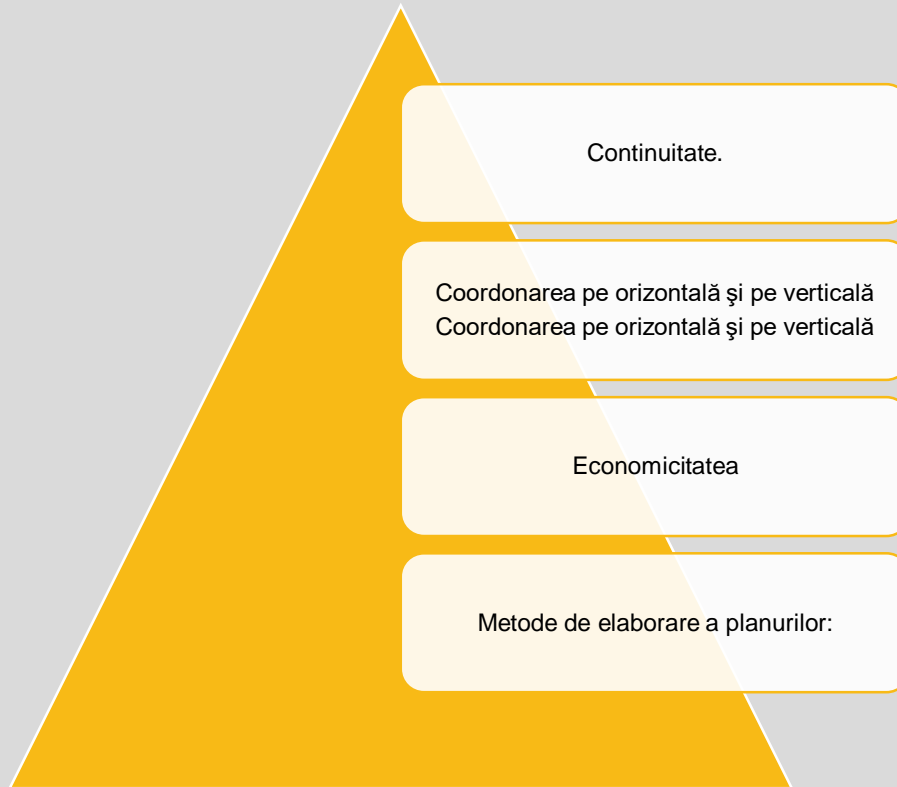 Continuitate.
Coordonarea pe orizontală şi pe verticală
Coordonarea pe orizontală şi pe verticală
Economicitatea
Metode de elaborare a planurilor: